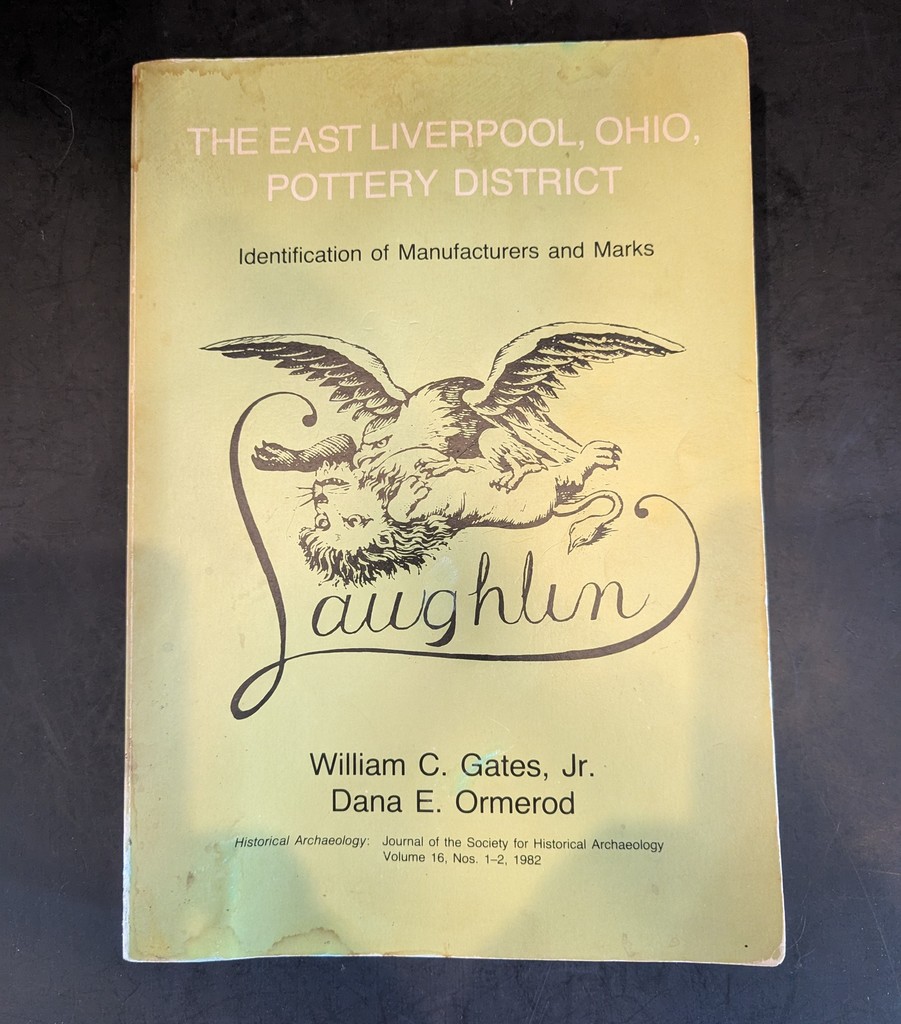 THE EAST LIVERPOOL, OHIO,
POTTERY DISTRICT
Identification of Manufacturers and Marks
Laughlin
William C. Gates, Jr.
Dana E. Ormerod
Historical Archaeology: Journal of the Society for Historical Archaeology
Volume 16, Nos. 1–2, 1982